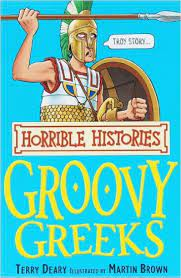 TROY STORY...
HORRIBLE HISTORIES
GROOVY
GREEKS
TERRY DEARY ILLUSTRATED BY MARTIN BROWN